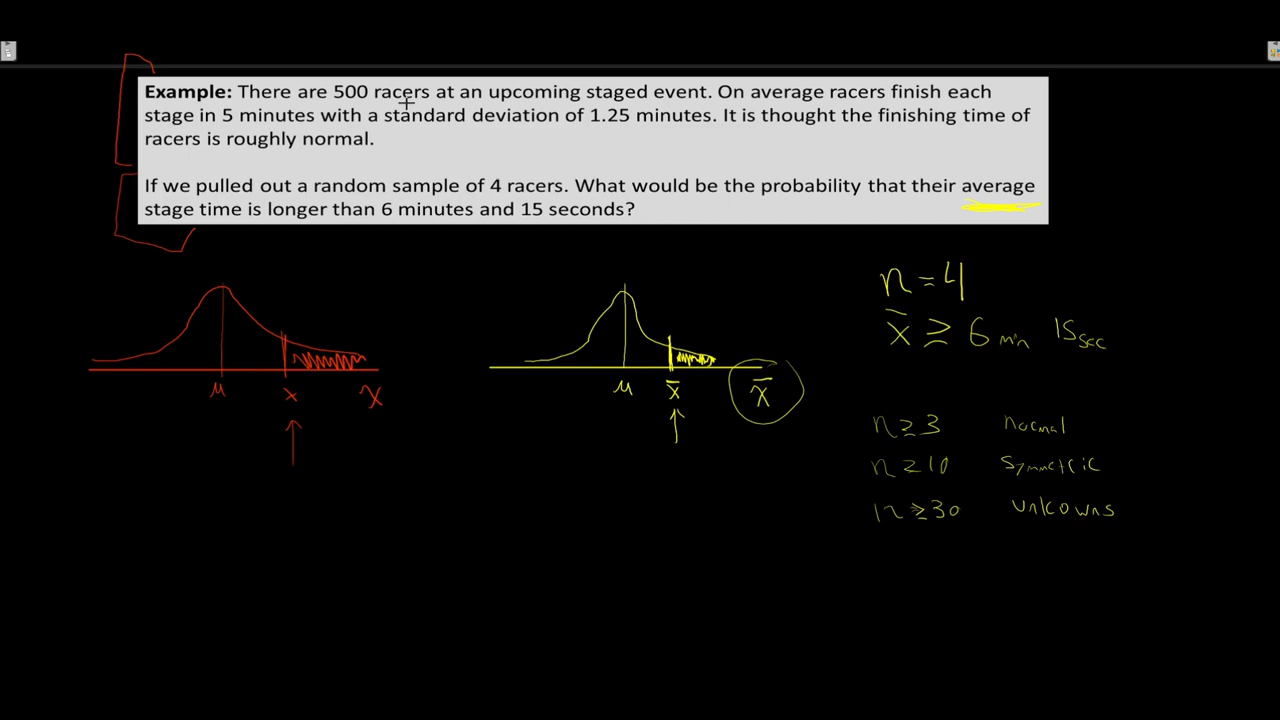 Example: There are 500 racers at an upcoming staged event. On average racers finish each
stage in 5 minutes with a standard deviation of 1.25 minutes. It is thought the finishing time of
racers is roughly normal.
If we pulled out a random sample of 4 racers. What would be the probability that their average
stage time is longer than 6 minutes and 15 seconds?
n = 4
x̄ ≥ 6 min 15 sec
μ x x
μ x̄ x̄
n ≥ 3 normal
n ≥ 10 symmetric
n ≥ 30 unkowns